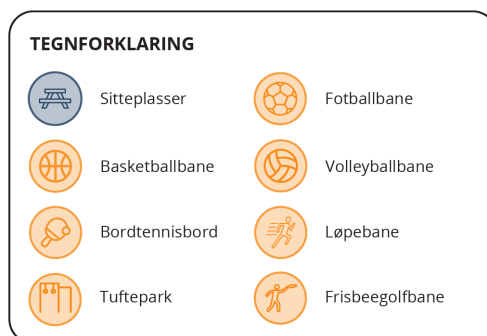 TEGNFORKLARING
Sitteplasser
Fotballbane
Basketballbane
Volleyballbane
Bordtennisbord
Løpebane
Tuftepark
Frisbeegolfbane